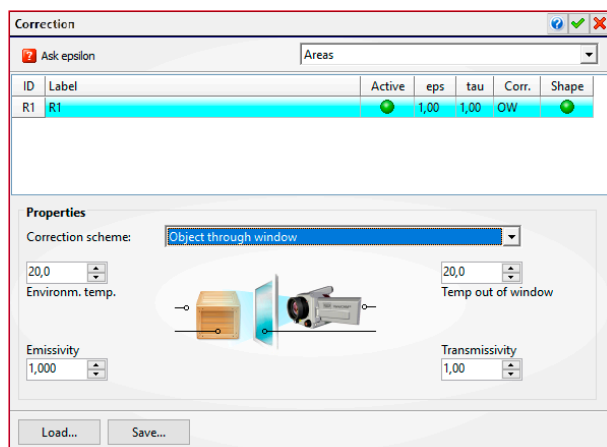 Correction
Ask epsilon
Areas
ID Label Active eps tau Corr. Shape
R1 R1 1,00 1,00 OW
Properties
Correction scheme: Object through window
20,0 20,0
Environm. temp. Temp out of window
Emissivity Transmissivity
1,000 1,00
Load... Save...